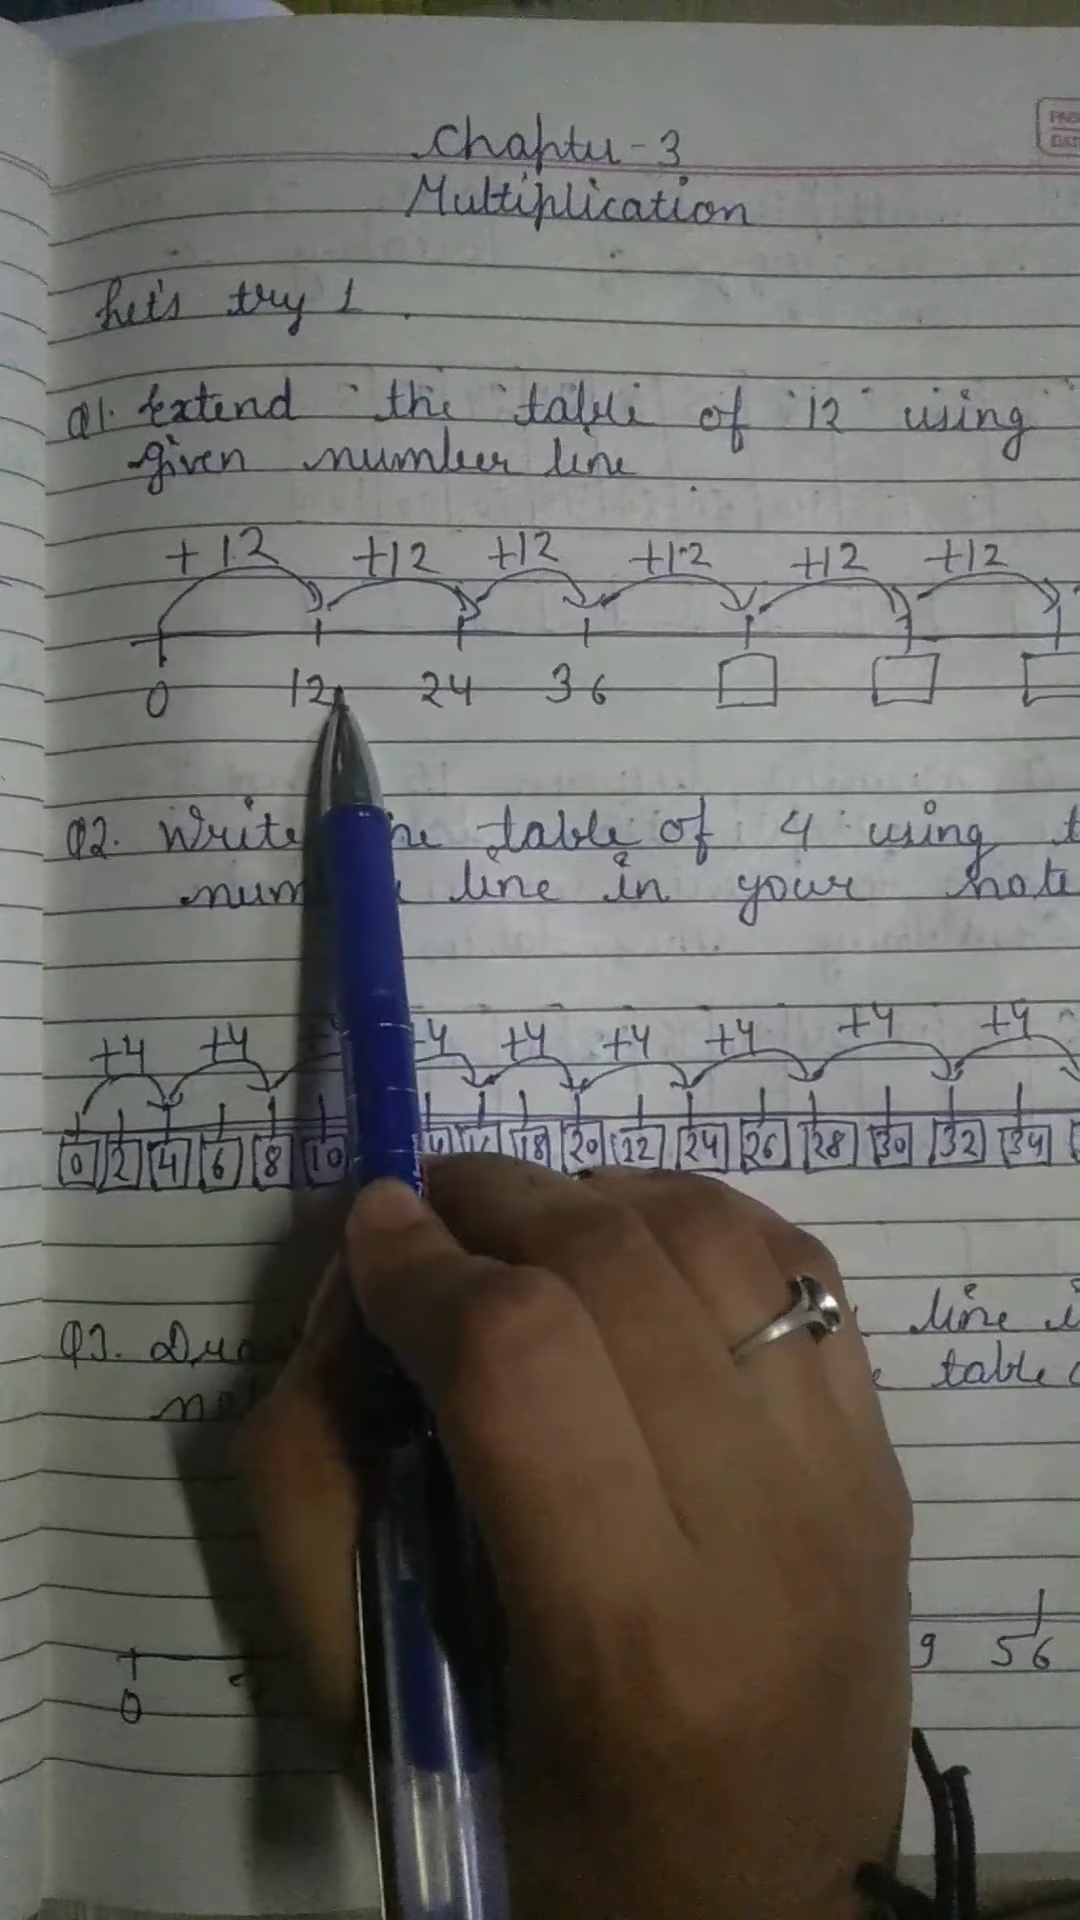 Chapter-3
Multiplication
Let's try 1.
Q1. Extend the table of 12 using
given number line
+12 +12 +12 +12 +12 +12
0 12 24 36
Q2. Write table of 4 using
line in your note
+4 +4 +4 +4 +4 +4 +4 +4
0 2 4 6 8 10 18 20 22 24 26 28 30 32 34
Q3. line
table
9 56
0